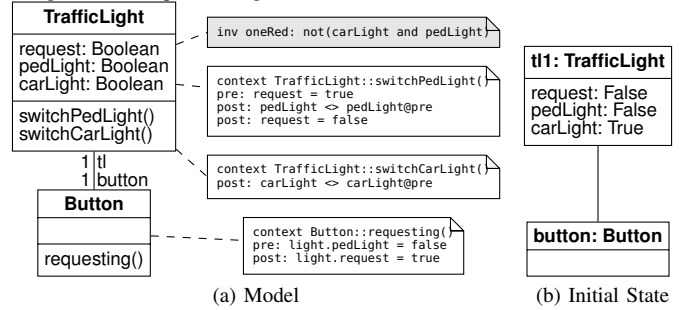 TrafficLight
request: Boolean
pedLight: Boolean
carLight: Boolean
switchPedLight()
switchCarLight()
1 tl
1 button
Button
requesting()
inv oneRed: not(carLight and pedLight)
context TrafficLight::switchPedLight()
pre: request = true
post: pedLight <> pedLight@pre
post: request = false
context TrafficLight::switchCarLight()
post: carLight <> carLight@pre
context Button::requesting()
pre: light.pedLight = false
post: light.request = true
(a) Model
tl1: TrafficLight
request: False
pedLight: False
carLight: True
button: Button
(b) Initial State